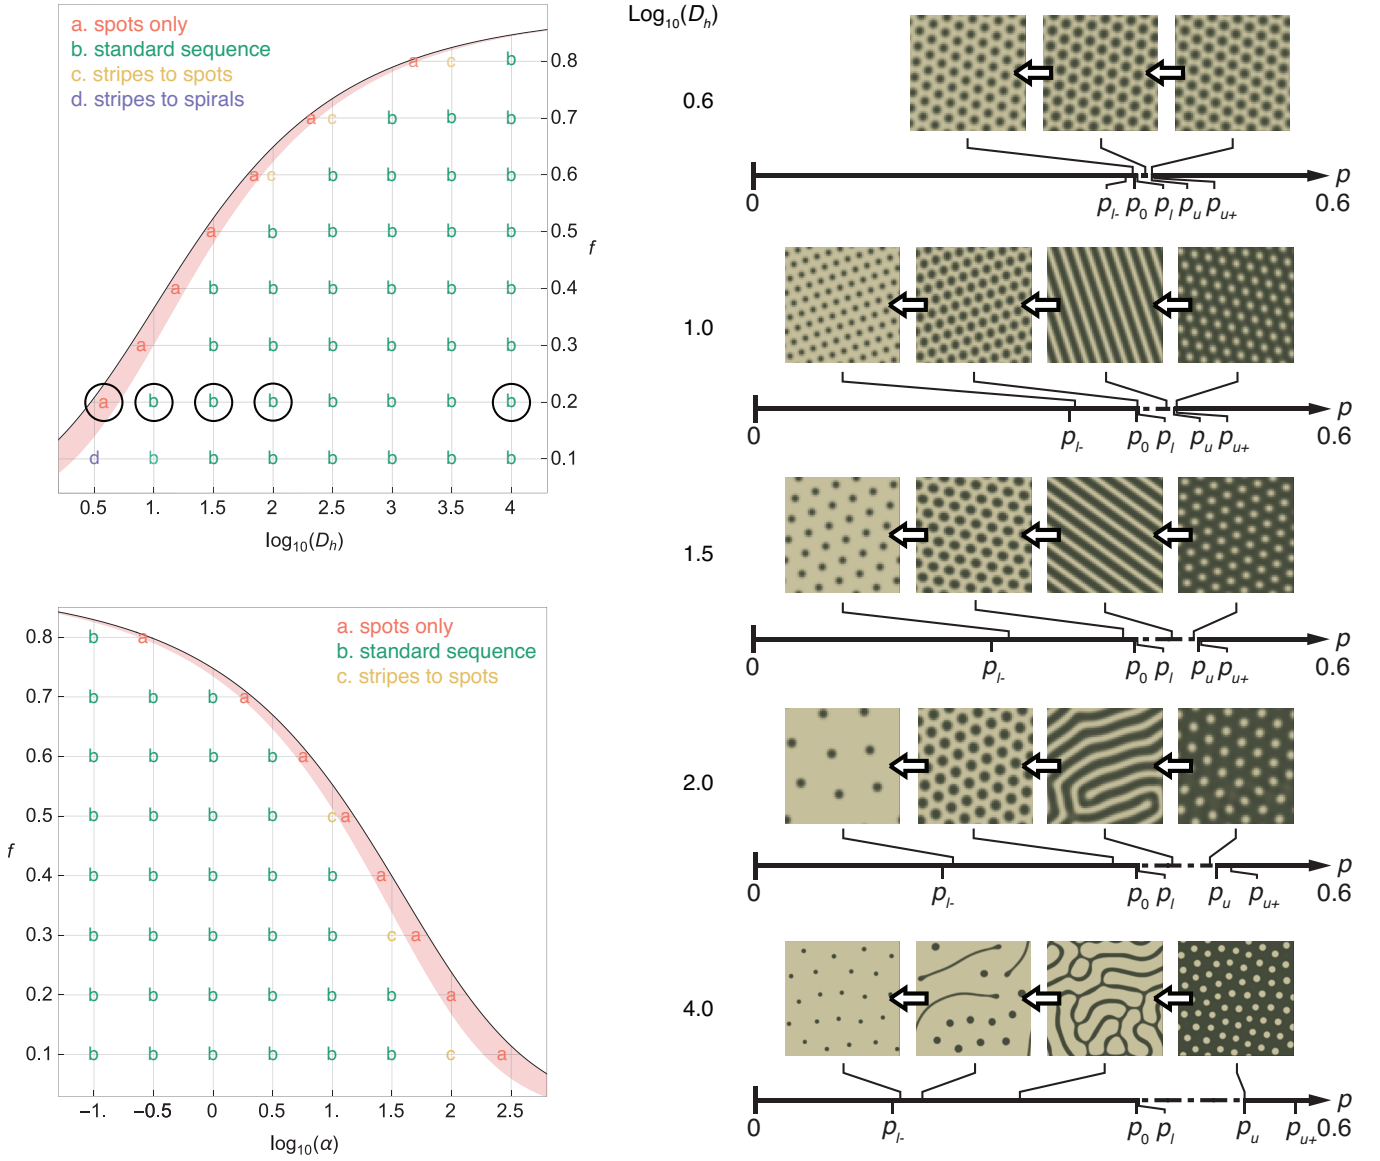 a. spots only
b. standard sequence
c. stripes to spots
d. stripes to spirals
a c b 0.8
a c b b b 0.7
a c b b b b 0.6
a b b b b b 0.5
a b b b b b b 0.4
a b b b b b b 0.3
a b b b b b b b 0.2
d b b b b b b b 0.1
f
0.5 1. 1.5 2 2.5 3 3.5 4
log10(Dh)
a. spots only
b. standard sequence
c. stripes to spots
0.8 b a
0.7 b b b a
0.6 b b b b a
0.5 b b b b c a
0.4 b b b b b a
0.3 b b b b b c a
0.2 b b b b b b a
0.1 b b b b b b c a
f
−1. −0.5 0 0.5 1. 1.5 2 2.5
log10(α)
Log10(Dh)
0.6
p
0 pl- p0 pl pu pu+ 0.6
1.0
p
0 pl- p0 pl pu pu+ 0.6
1.5
p
0 pl- p0 pl pu pu+ 0.6
2.0
p
0 pl- p0 pl pu pu+ 0.6
4.0
p
0 pl- p0 pl pu pu+ 0.6